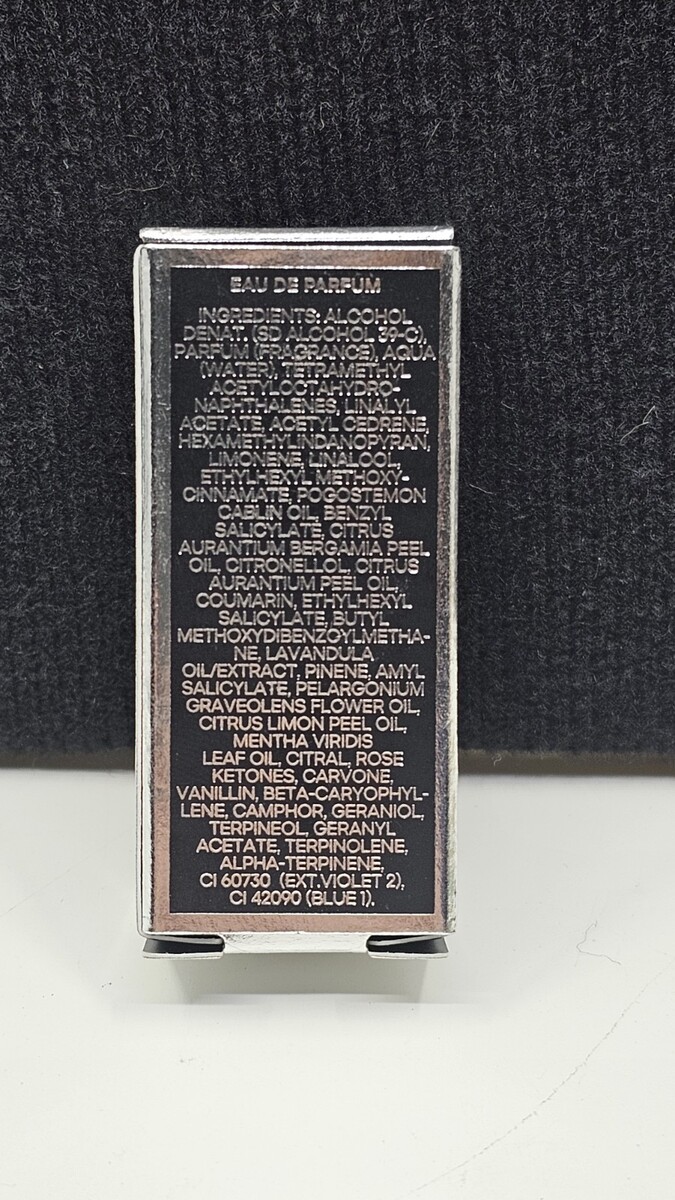 EAU DE PARFUM
INGREDIENTS: ALCOHOL
DENAT. (SD ALCOHOL 39-C),
PARFUM (FRAGRANCE), AQUA
(WATER), TETRAMETHYL
ACETYLOCTAHYDRO-
NAPHTHALENES, LINALYL
ACETATE, ACETYL CEDRENE,
HEXAMETHYLINDANOPYRAN,
LIMONENE, LINALOOL,
ETHYLHEXYL METHOXY-
CINNAMATE, POGOSTEMON
CABLIN OIL, BENZYL
SALICYLATE, CITRUS
AURANTIUM BERGAMIA PEEL
OIL, CITRONELLOL, CITRUS
AURANTIUM PEEL OIL,
COUMARIN, ETHYLHEXYL
SALICYLATE, BUTYL
METHOXYDIBENZOYLMETHA-
NE, LAVANDULA
OIL/EXTRACT, PINENE, AMYL
SALICYLATE, PELARGONIUM
GRAVEOLENS FLOWER OIL,
CITRUS LIMON PEEL OIL,
MENTHA VIRIDIS
LEAF OIL, CITRAL, ROSE
KETONES, CARVONE,
VANILLIN, BETA-CARYOPHYL-
LENE, CAMPHOR, GERANIOL,
TERPINEOL, GERANYL
ACETATE, TERPINOLENE,
ALPHA-TERPINENE,
CI 60730 (EXT.VIOLET 2),
CI 42090 (BLUE 1).